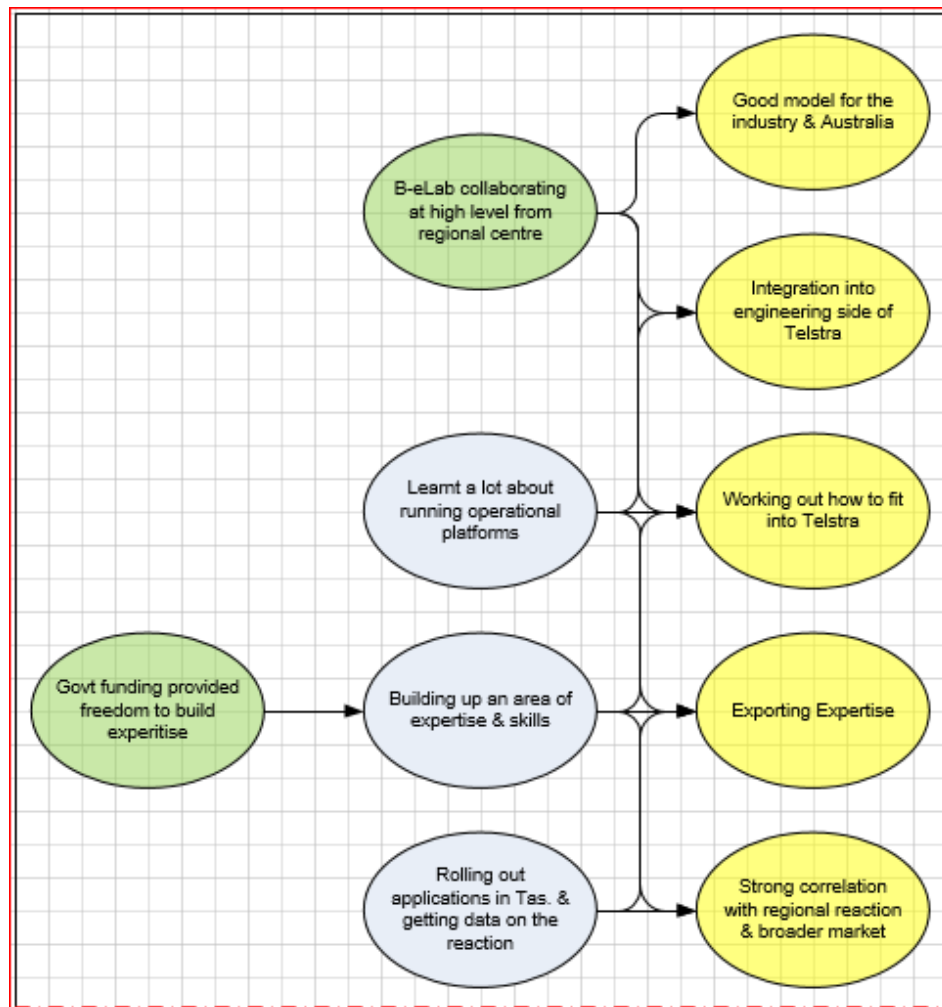 Good model for the
industry & Australia
B-eLab collaborating
at high level from
regional centre
Integration into
engineering side of
Telstra
Learnt a lot about
running operational
platforms
Working out how to fit
into Telstra
Govt funding provided
freedom to build
experitise
Building up an area of
expertise & skills
Exporting Expertise
Rolling out
applications in Tas. &
getting data on the
reaction
Strong correlation
with regional reaction
& broader market